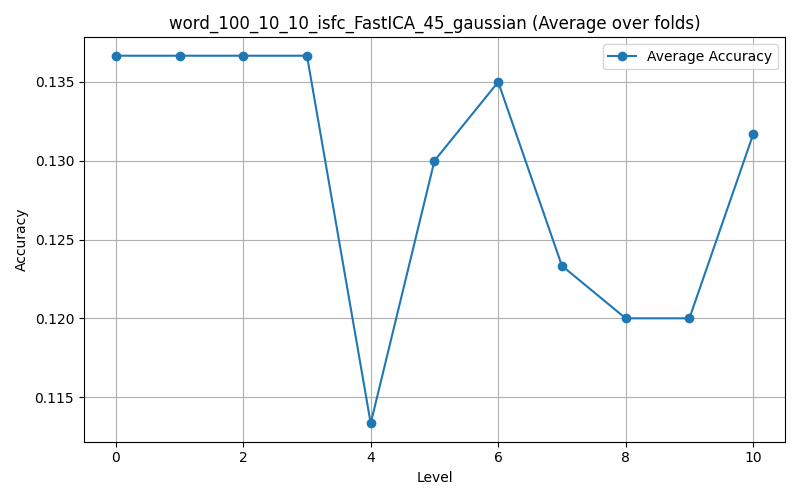 word_100_10_10_isfc_FastICA_45_gaussian (Average over folds)
Average Accuracy
Accuracy
0.135
0.130
0.125
0.120
0.115
0 2 4 6 8 10
Level